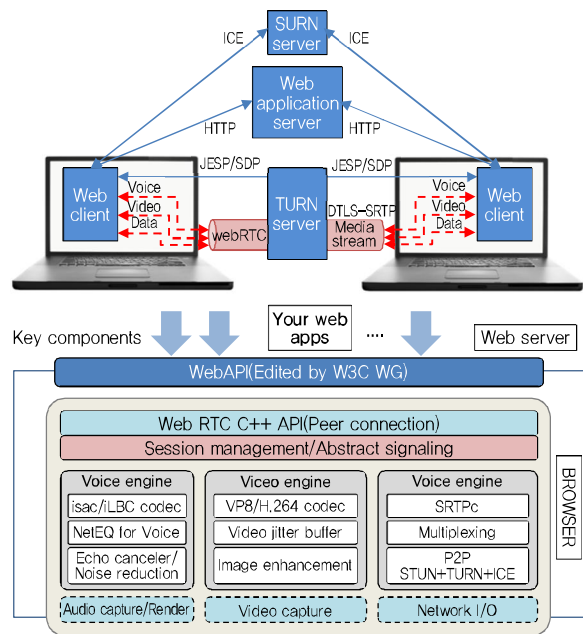 ICE
SURN
server
ICE
Web
application
server
HTTP
HTTP
JESP/SDP
JESP/SDP
Web
client
Voice
Video
Data
webRTC
TURN
server
DTLS-SRTP
Media
stream
Voice
Video
Data
Web
client
Key components
Your web
apps
....
Web server
WebAPI(Edited by W3C WG)
Web RTC C++ API(Peer connection)
Session management/Abstract signaling
Voice engine
isac/iLBC codec
NetEQ for Voice
Echo canceler/
Noise reduction
Viceo engine
VP8/H.264 codec
Video jitter buffer
Image enhancement
Voice engine
SRTPc
Multiplexing
P2P
STUN+TURN+ICE
Audio capture/Render
Video capture
Network I/O
BROWSER